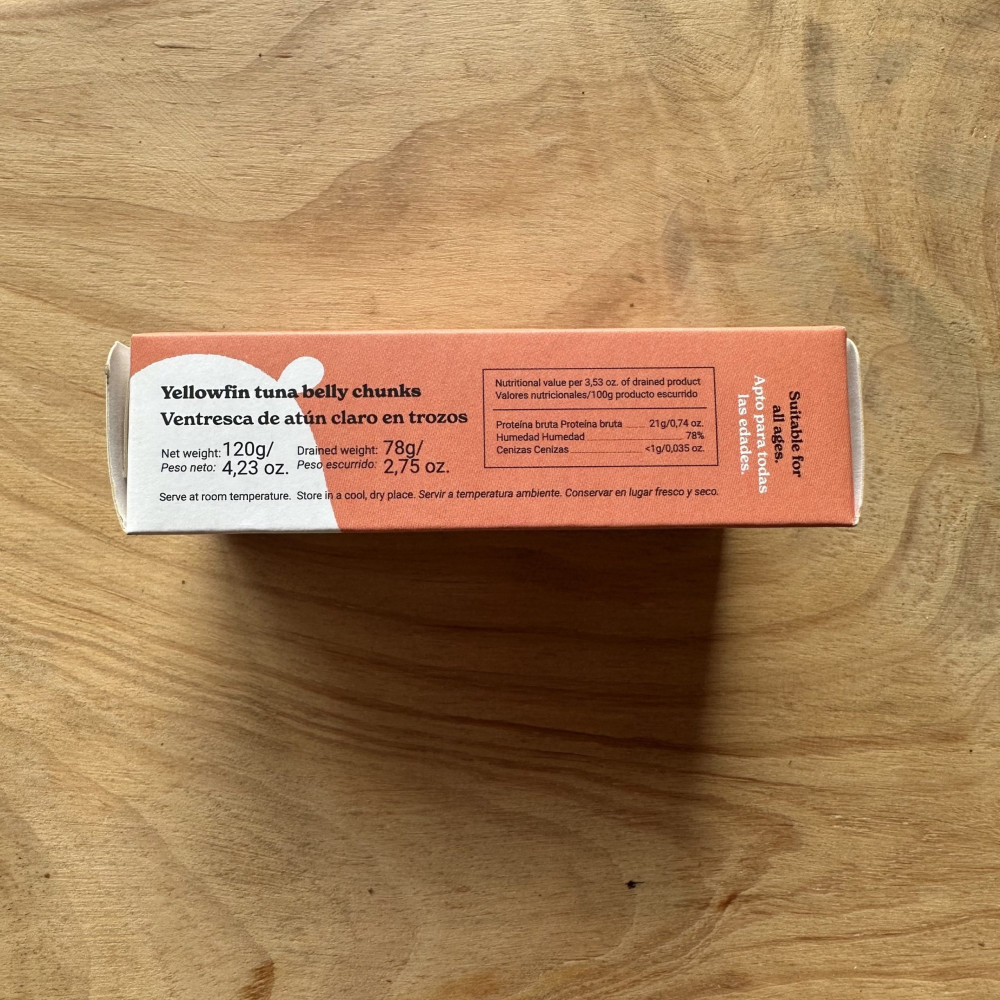 Yellowfin tuna belly chunks
Ventresca de atún claro en trozos
Net weight: 120g/
Peso neto: 4,23 oz.
Drained weight: 78g/
Peso escurrido: 2,75 oz.
Serve at room temperature. Store in a cool, dry place. Servir a temperatura ambiente. Conservar en lugar fresco y seco.
Nutritional value per 3,53 oz. of drained product
Valores nutricionales/100g producto escurrido
Proteína bruta Proteína bruta ...... 21g/0,74 oz.
Humedad Humedad ...... 78%
Cenizas Cenizas ...... <1g/0,035 oz.
Suitable for
all ages.
Apto para todas
las edades.